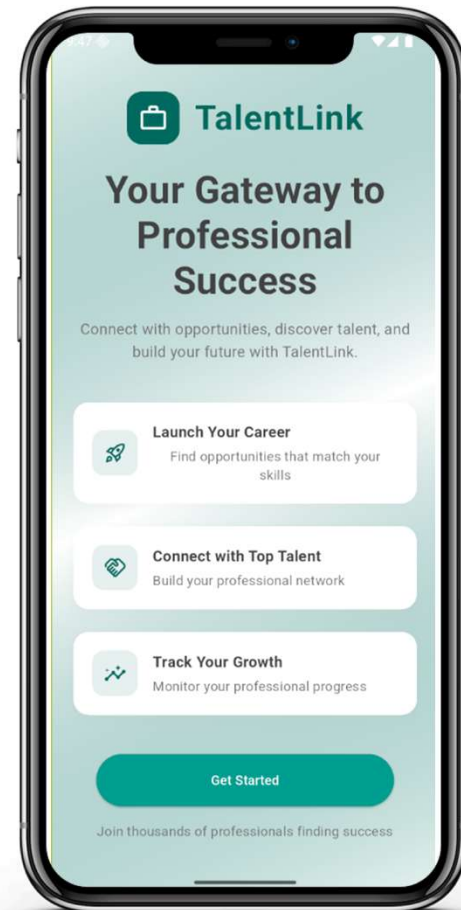 9:47
TalentLink
Your Gateway to
Professional
Success
Connect with opportunities, discover talent, and
build your future with TalentLink.
Launch Your Career
Find opportunities that match your
skills
Connect with Top Talent
Build your professional network
Track Your Growth
Monitor your professional progress
Get Started
Join thousands of professionals finding success